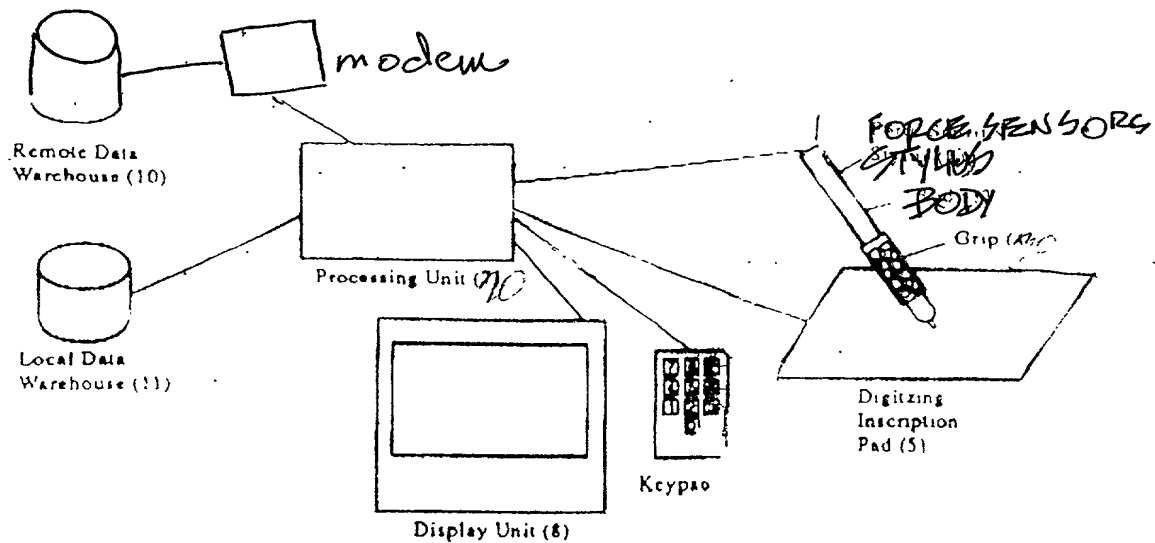 modem
Remote Data
Warehouse (10)
FORCE SENSORS
STYLUS
BODY
Grip
Processing Unit
Local Data
Warehouse (11)
Digitzing
Inscription
Pad (5)
Keypad
Display Unit (8)